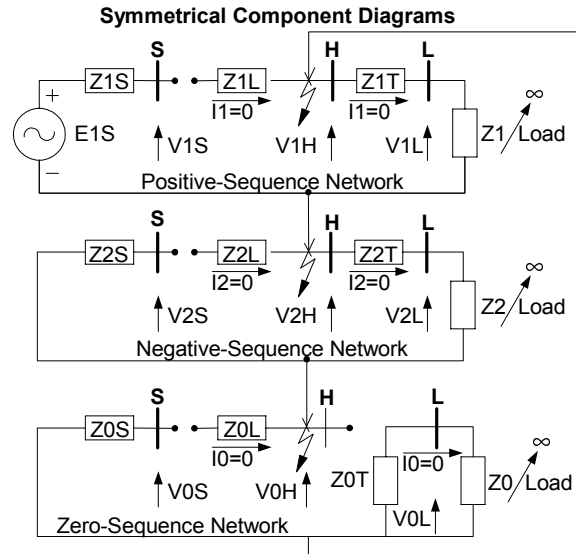 Symmetrical Component Diagrams
S H L
Z1S Z1L Z1T
I1=0 I1=0
+ ∞
E1S V1S V1H V1L Z1 Load
−
Positive-Sequence Network
S H L
Z2S Z2L Z2T
I2=0 I2=0
∞
V2S V2H V2L Z2 Load
Negative-Sequence Network
S H L
Z0S Z0L
I0=0 I0=0
∞
V0S V0H Z0T Z0 Load
V0L
Zero-Sequence Network